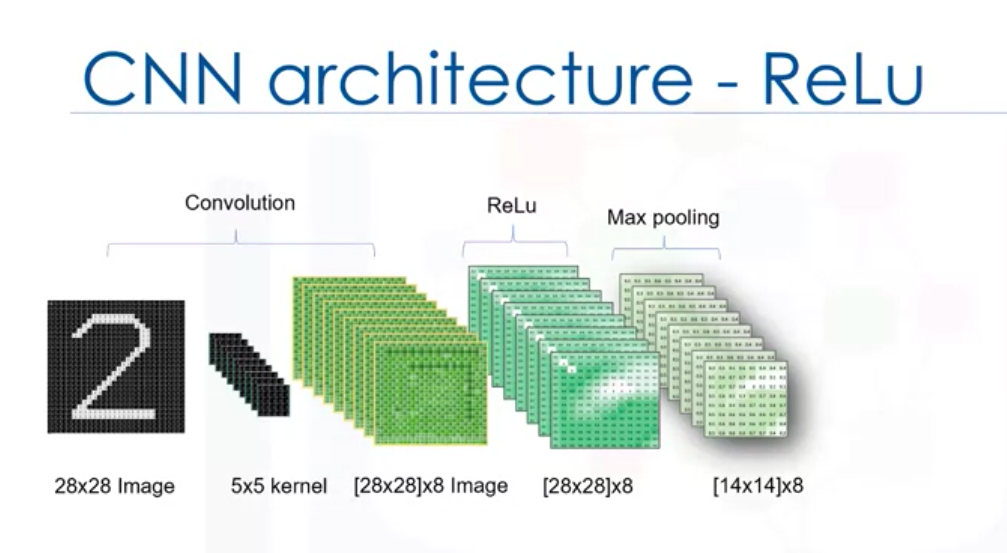 CNN architecture - ReLu
Convolution
ReLu
Max pooling
28x28 Image
5x5 kernel
[28x28]x8 Image
[28x28]x8
[14x14]x8